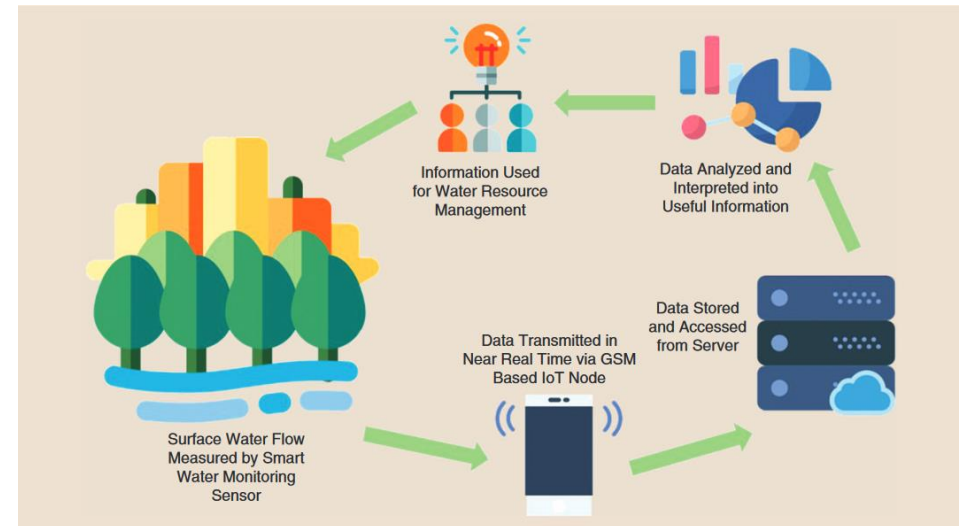 Information Used
for Water Resource
Management
Data Analyzed and
Interpreted into
Useful Information
Data Stored
and Accessed
from Server
Data Transmitted in
Near Real Time via GSM
Based IoT Node
Surface Water Flow
Measured by Smart
Water Monitoring
Sensor